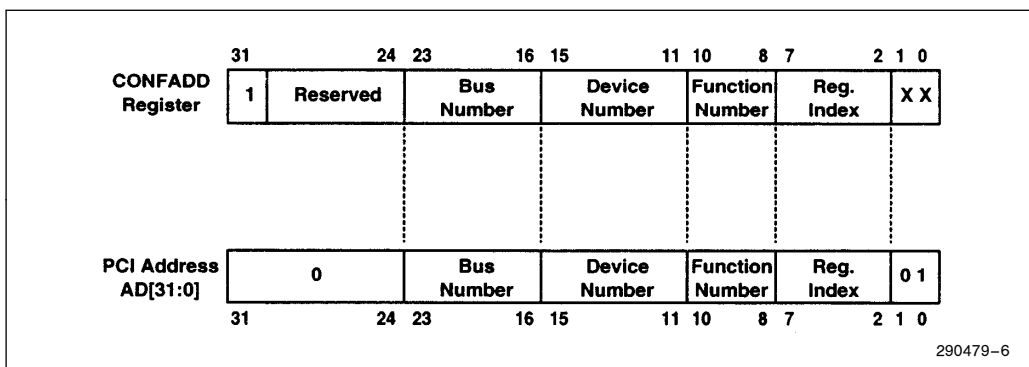 31 24 23 16 15 11 10 8 7 2 1 0
CONFADD
Register
1
Reserved
Bus
Number
Device
Number
Function
Number
Reg.
Index
X X
PCI Address
AD[31:0]
0
Bus
Number
Device
Number
Function
Number
Reg.
Index
0 1
31 24 23 16 15 11 10 8 7 2 1 0
290479–6